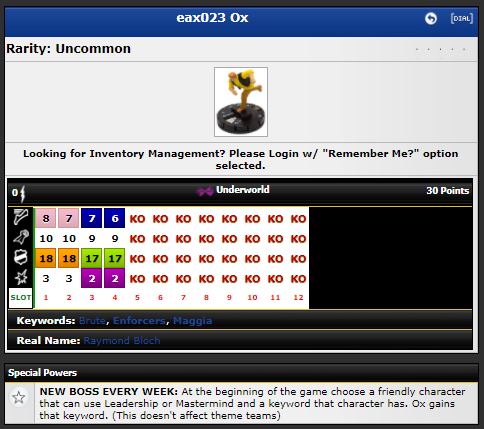 eax023 Ox
[DIAL]
Rarity: Uncommon
· · · · ·
Looking for Inventory Management? Please Login w/ "Remember Me?" option
selected.
0
Underworld
30 Points
8 7 7 6 KO KO KO KO KO KO KO KO
10 10 9 9 KO KO KO KO KO KO KO KO
18 18 17 17 KO KO KO KO KO KO KO KO
3 3 2 2 KO KO KO KO KO KO KO KO
SLOT 1 2 3 4 5 6 7 8 9 10 11 12
Keywords: Brute, Enforcers, Maggia
Real Name: Raymond Bloch
Special Powers
NEW BOSS EVERY WEEK: At the beginning of the game choose a friendly character
that can use Leadership or Mastermind and a keyword that character has. Ox gains
that keyword. (This doesn't affect theme teams)